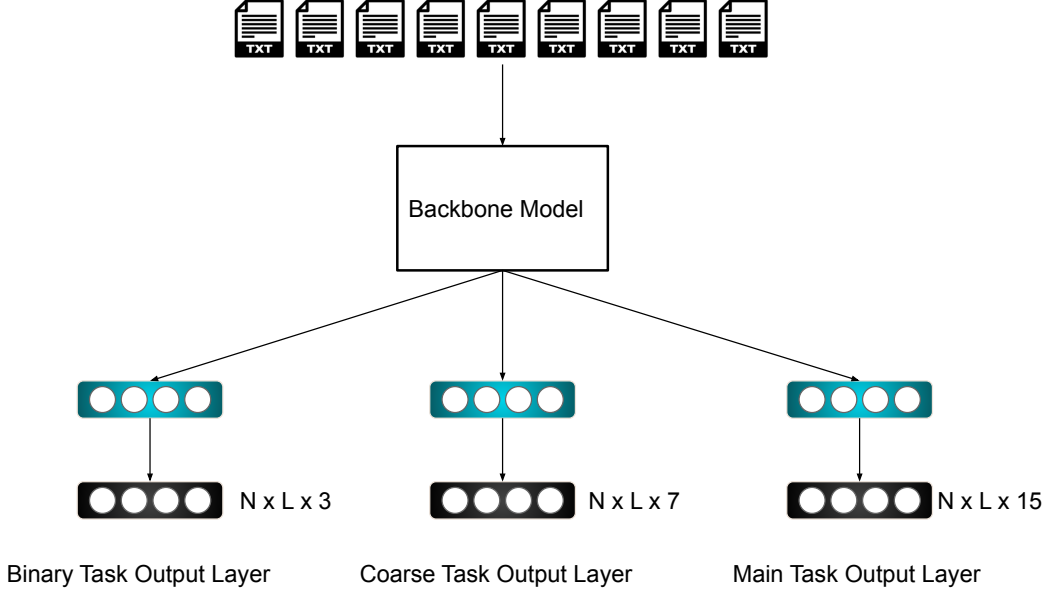 TXT TXT TXT TXT TXT TXT TXT TXT TXT
Backbone Model
N x L x 3 N x L x 7 N x L x 15
Binary Task Output Layer Coarse Task Output Layer Main Task Output Layer